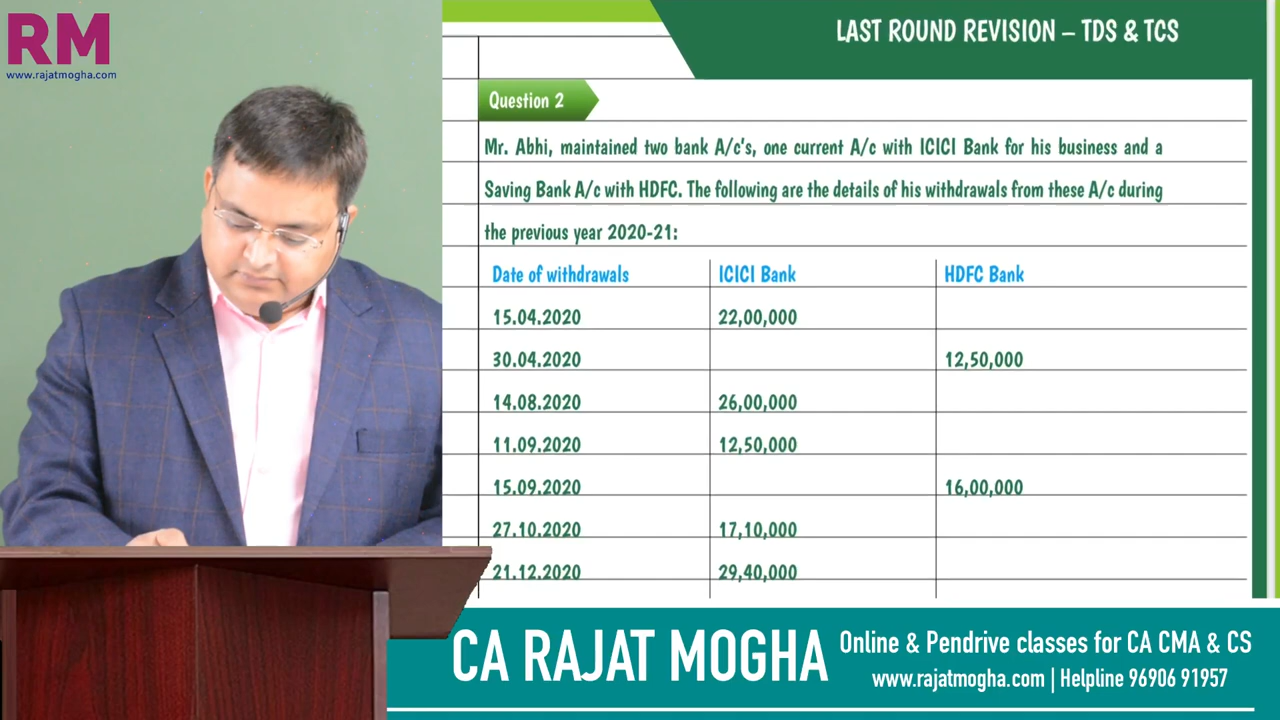 RM
www.rajatmogha.com
LAST ROUND REVISION – TDS & TCS
Question 2
Mr. Abhi, maintained two bank A/c's, one current A/c with ICICI Bank for his business and a
Saving Bank A/c with HDFC. The following are the details of his withdrawals from these A/c during
the previous year 2020-21:
Date of withdrawals ICICI Bank HDFC Bank
15.04.2020 22,00,000
30.04.2020 12,50,000
14.08.2020 26,00,000
11.09.2020 12,50,000
15.09.2020 16,00,000
27.10.2020 17,10,000
21.12.2020 29,40,000
CA RAJAT MOGHA
Online & Pendrive classes for CA CMA & CS
www.rajatmogha.com | Helpline 96906 91957